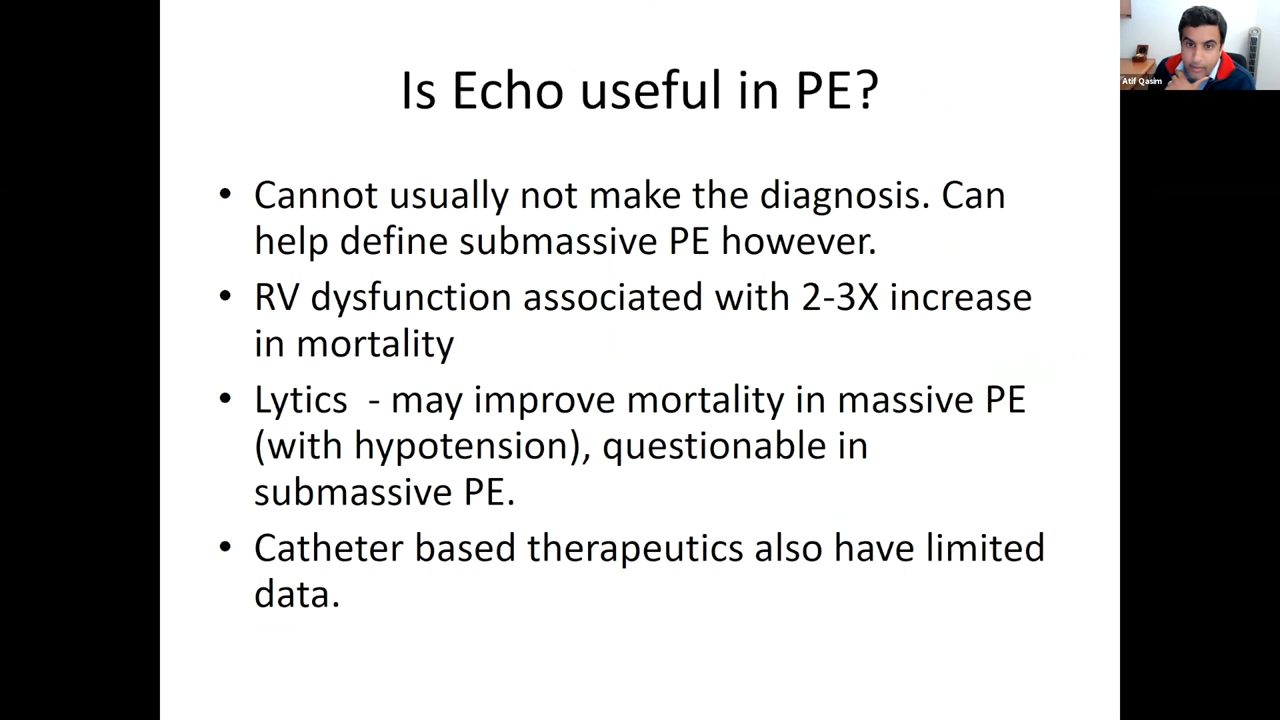 Is Echo useful in PE?
Atif Qasim
• Cannot usually not make the diagnosis. Can
help define submassive PE however.
• RV dysfunction associated with 2-3X increase
in mortality
• Lytics  - may improve mortality in massive PE
(with hypotension), questionable in
submassive PE.
• Catheter based therapeutics also have limited
data.